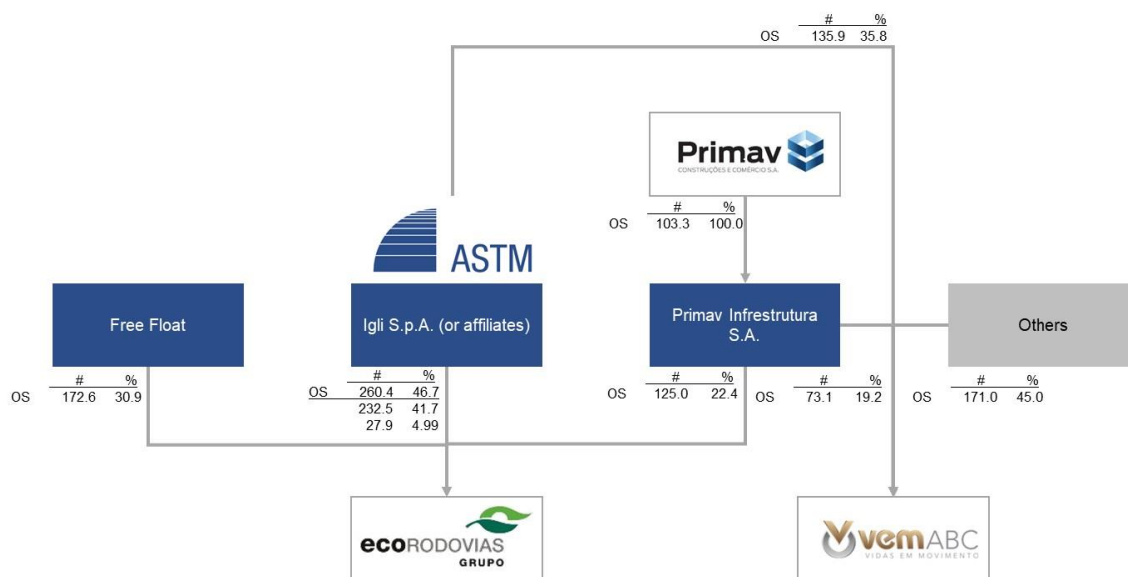 # %
OS 135.9 35.8
Primav
CONSTRUÇÕES E COMÉRCIO S.A.
# %
OS 103.3 100.0
ASTM
Free Float
Igli S.p.A. (or affiliates)
Primav Infrestrutura
S.A.
Others
# %
OS 172.6 30.9
# %
OS 260.4 46.7
232.5 41.7
27.9 4.99
# %
OS 125.0 22.4
# %
OS 73.1 19.2
# %
OS 171.0 45.0
ecoRODOVIAS
GRUPO
vemABC
VIDAS EM MOVIMENTO